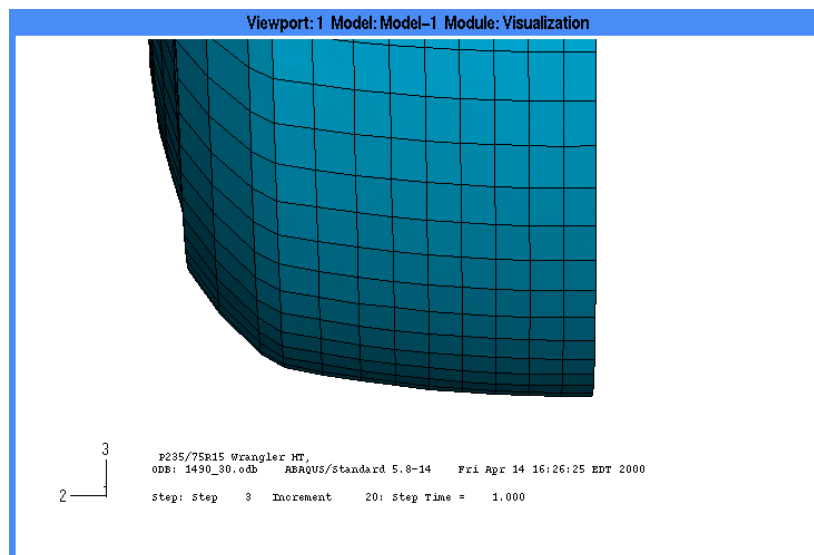 Viewport: 1 Model: Model-1 Module: Visualization
3
2
P235/75R15 Wrangler HT,
ODB: 1490_30.odb ABAQUS/Standard 5.8-14 Fri Apr 14 16:26:25 EDT 2000
Step: Step 3 Increment 20: Step Time = 1.000